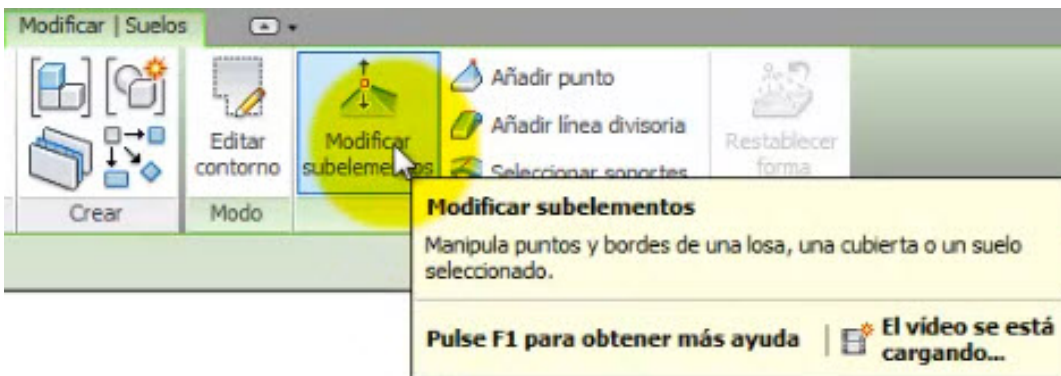 Modificar | Suelos
Editar contorno
Modificar subelementos
Añadir punto
Añadir línea divisoria
Seleccionar soportes
Restablecer forma
Crear
Modo
Modificar subelementos
Manipula puntos y bordes de una losa, una cubierta o un suelo
seleccionado.
Pulse F1 para obtener más ayuda
El vídeo se está
cargando...